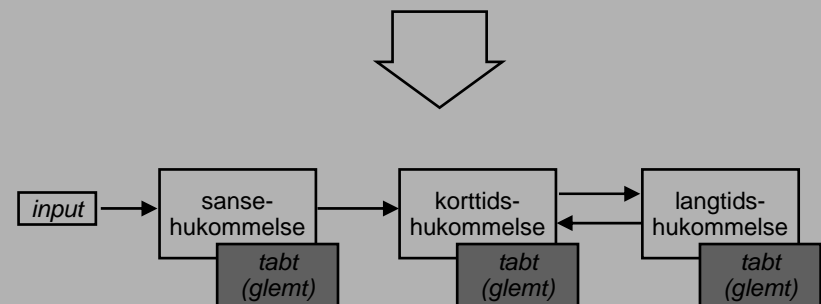 input
sanse-
hukommelse
korttids-
hukommelse
langtids-
hukommelse
tabt
(glemt)
tabt
(glemt)
tabt
(glemt)